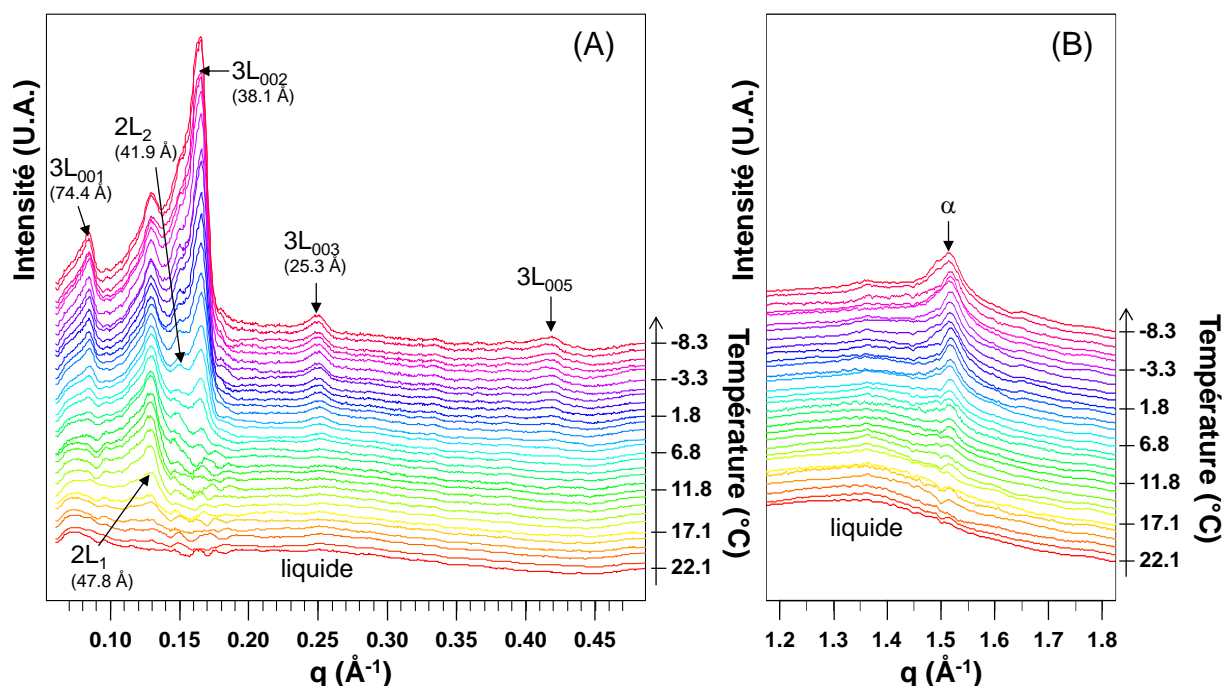 (A)
Intensité (U.A.)
3L001
(74.4 Å)
2L2
(41.9 Å)
3L002
(38.1 Å)
3L003
(25.3 Å)
3L005
2L1
(47.8 Å)
liquide
-8.3
-3.3
1.8
6.8
11.8
17.1
22.1
Température (°C)
0.10 0.15 0.20 0.25 0.30 0.35 0.40 0.45
q (Å-1)
(B)
Intensité (U.A.)
α
liquide
-8.3
-3.3
1.8
6.8
11.8
17.1
22.1
Température (°C)
1.2 1.3 1.4 1.5 1.6 1.7 1.8
q (Å-1)